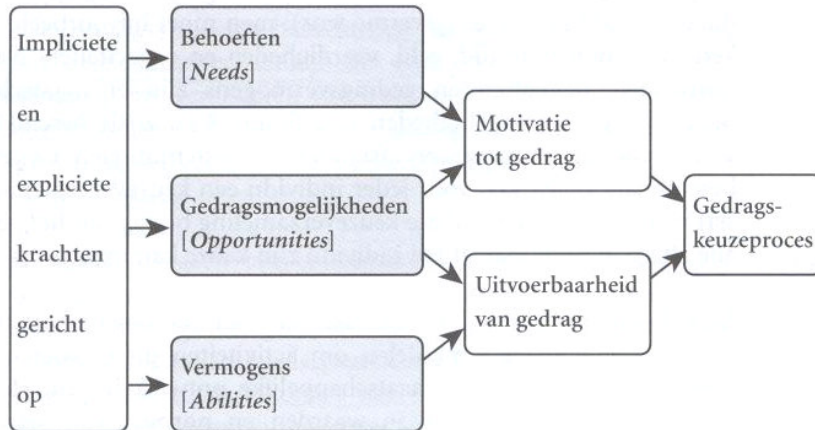 Impliciete
en
expliciete
krachten
gericht
op
Behoeften
[Needs]
Gedragsmogelijkheden
[Opportunities]
Vermogens
[Abilities]
Motivatie
tot gedrag
Uitvoerbaarheid
van gedrag
Gedrags-
keuzeproces